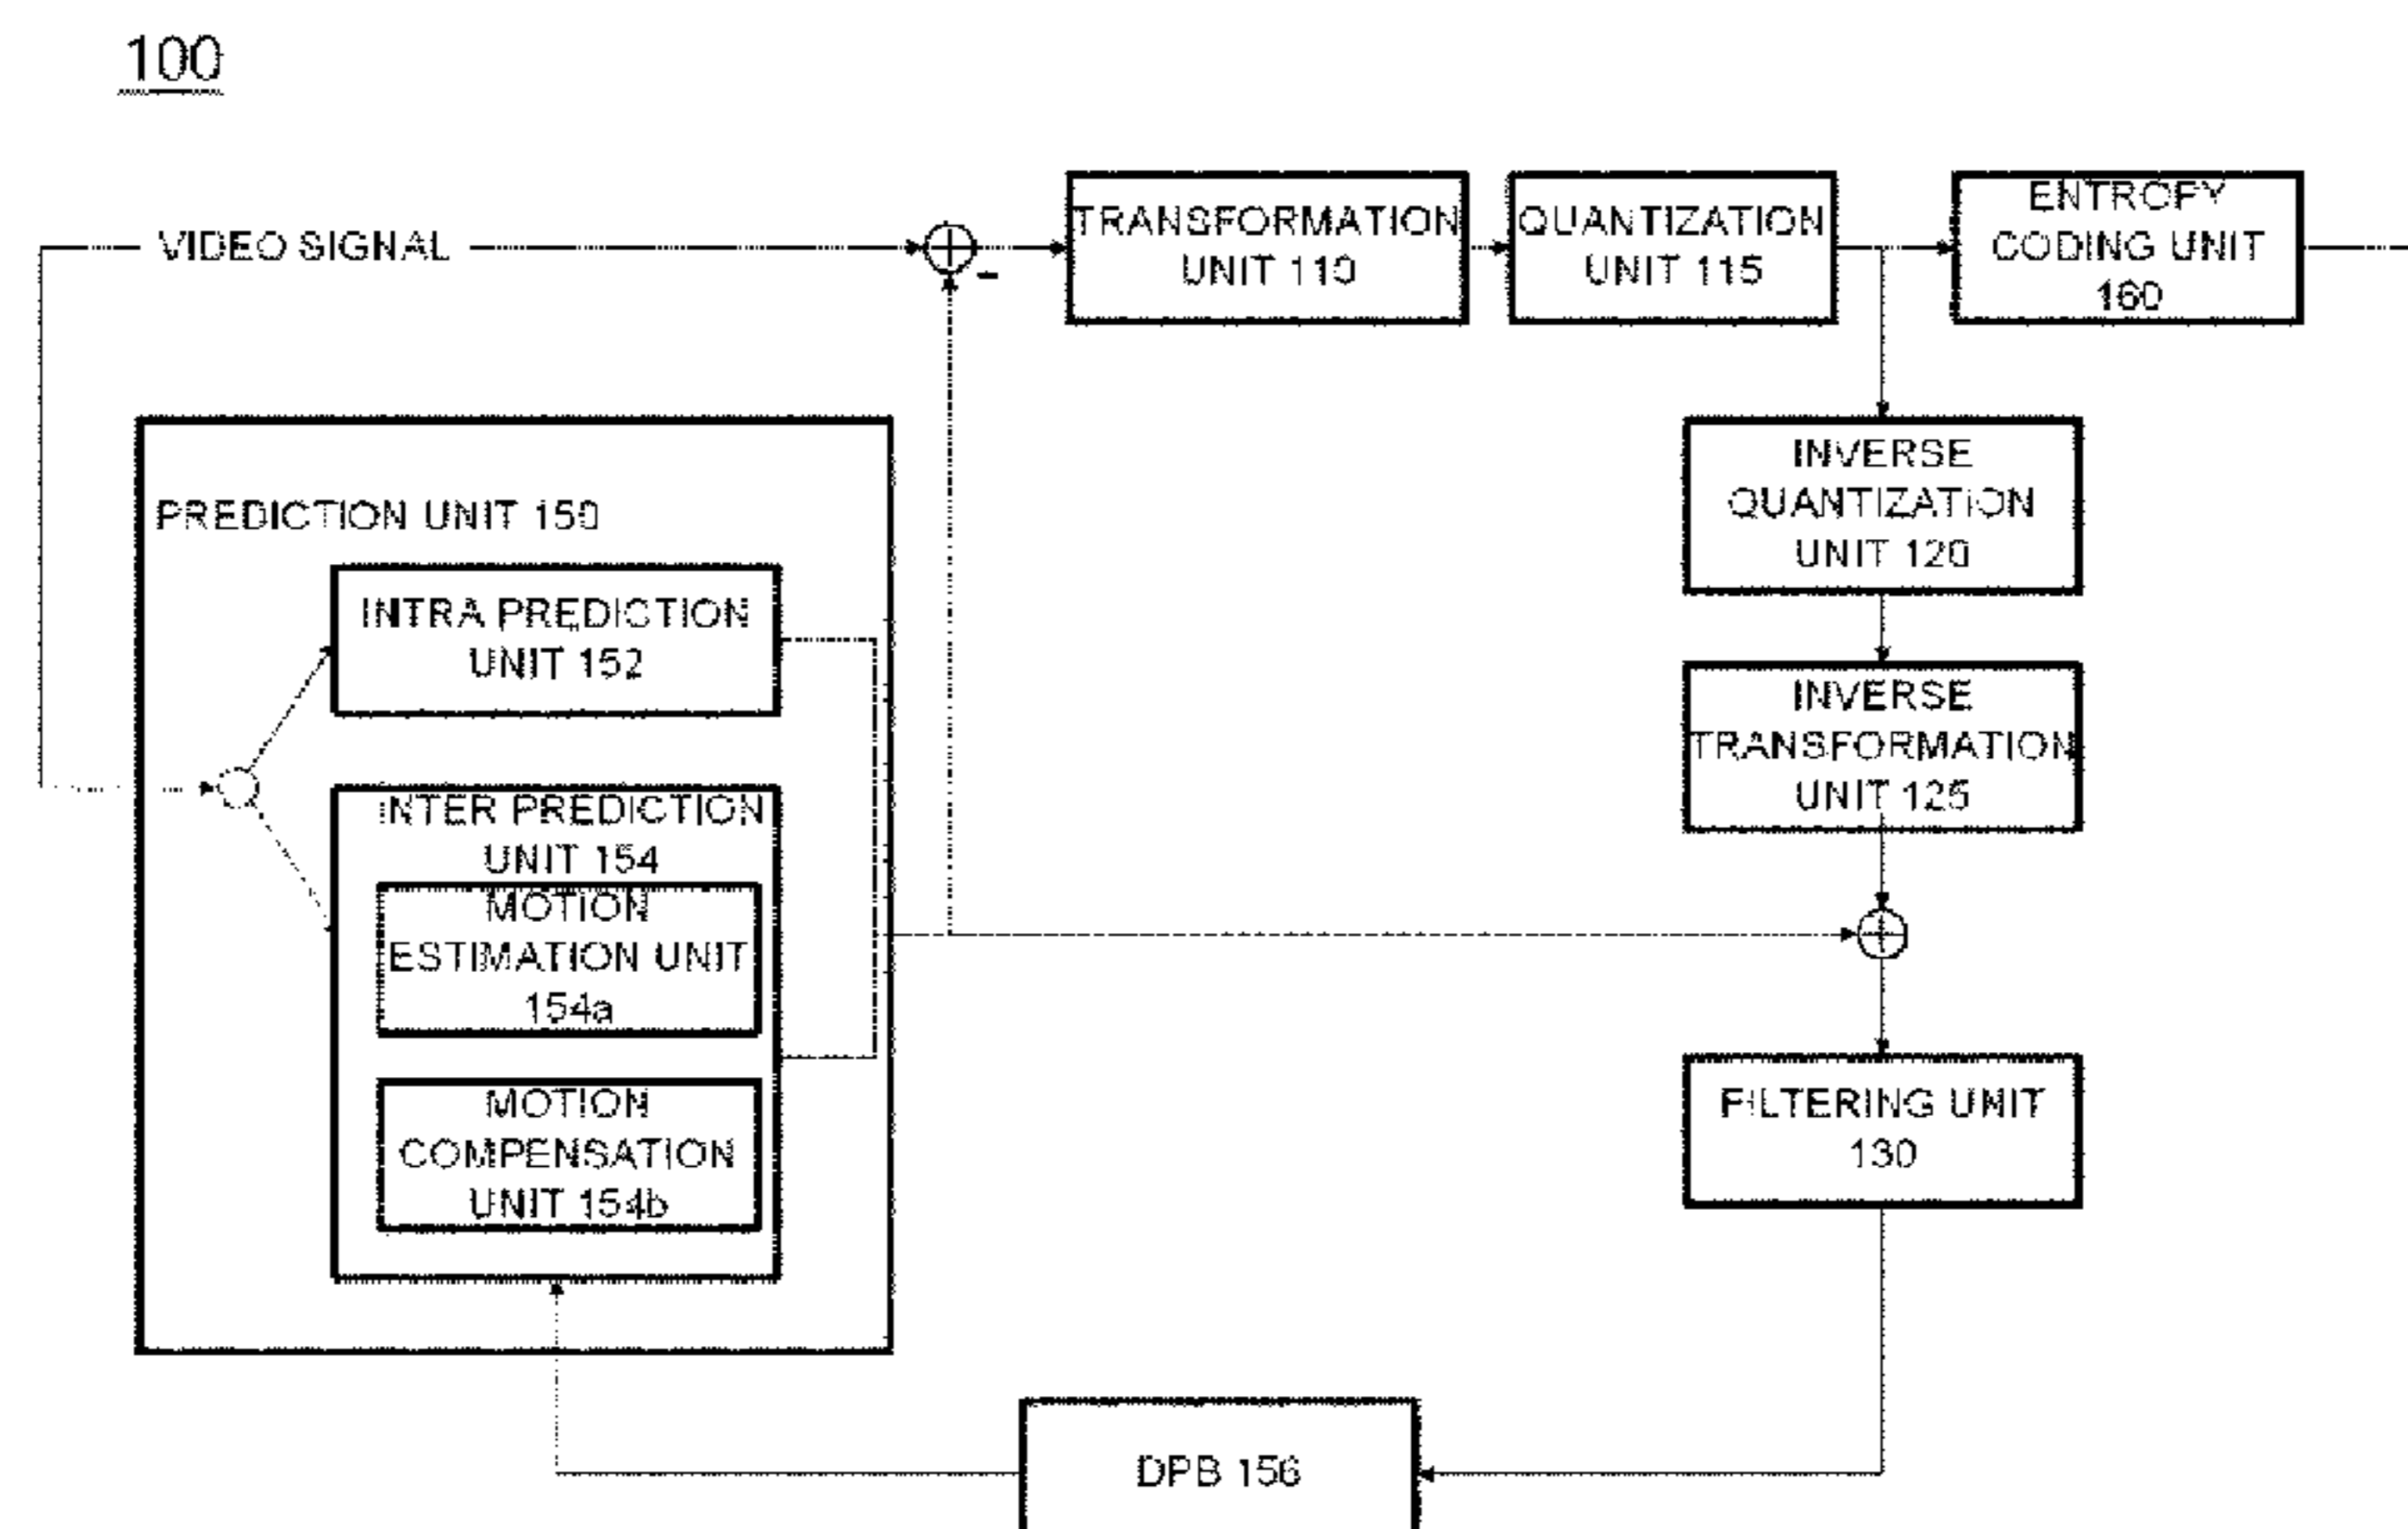 100
VIDEO SIGNAL
TRANSFORMATION
UNIT 110
QUANTIZATION
UNIT 115
ENTROPY
CODING UNIT
160
INVERSE
QUANTIZATION
UNIT 120
PREDICTION UNIT 150
INTRA PREDICTION
UNIT 152
INVERSE
TRANSFORMATION
UNIT 125
INTER PREDICTION
UNIT 154
MOTION
ESTIMATION UNIT
154a
MOTION
COMPENSATION
UNIT 154b
FILTERING UNIT
130
DPB 156